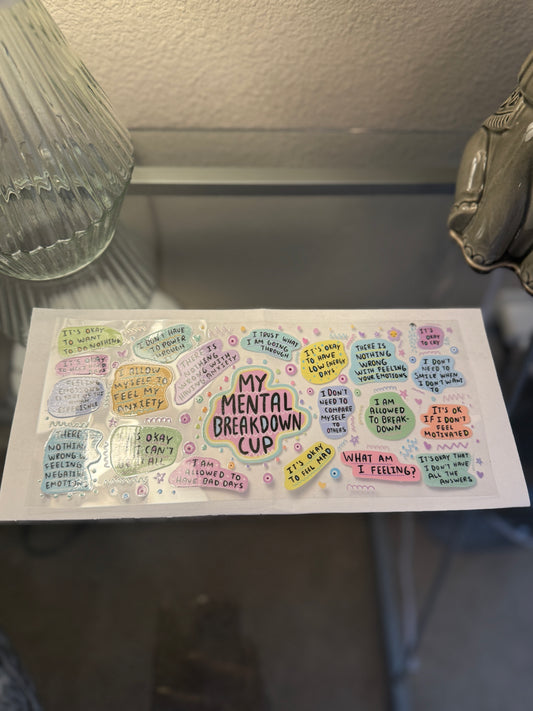 IT'S OKAY
TO WANT
TO DO NOTHING
I DON'T HAVE
TO POWER
THROUGH
I TRUST WHAT
I AM GOING
THROUGH
IT'S OKAY
TO HAVE
LOW ENERGY
DAYS
THERE IS
NOTHING
WRONG
WITH FEELING
YOUR EMOTIONS
IT'S OKAY
TO CRY
IT'S OKAY
I ALLOW
MYSELF TO
FEEL MY
ANXIETY
THERE IS
NOTHING
WRONG WITH
HAVING ANXIETY
MY
MENTAL
BREAKDOWN
CUP
I DON'T
NEED TO
COMPARE
MYSELF
TO
OTHERS
I AM
ALLOWED
TO BREAK-
DOWN
I DON'T
NEED TO
SMILE WHEN
I DON'T WANT
TO
IT'S OK
IF I DON'T
FEEL
MOTIVATED
THERE
NOTHING
WRONG
FEELING
NEGATIVE
EMOTION
IT'S OKAY
I CAN'T
I AM
ALLOWED TO
HAVE BAD DAYS
IT'S OKAY
TO FEEL MAD
WHAT AM
I FEELING?
IT'S OKAY THAT
I DON'T HAVE
ALL THE
ANSWERS